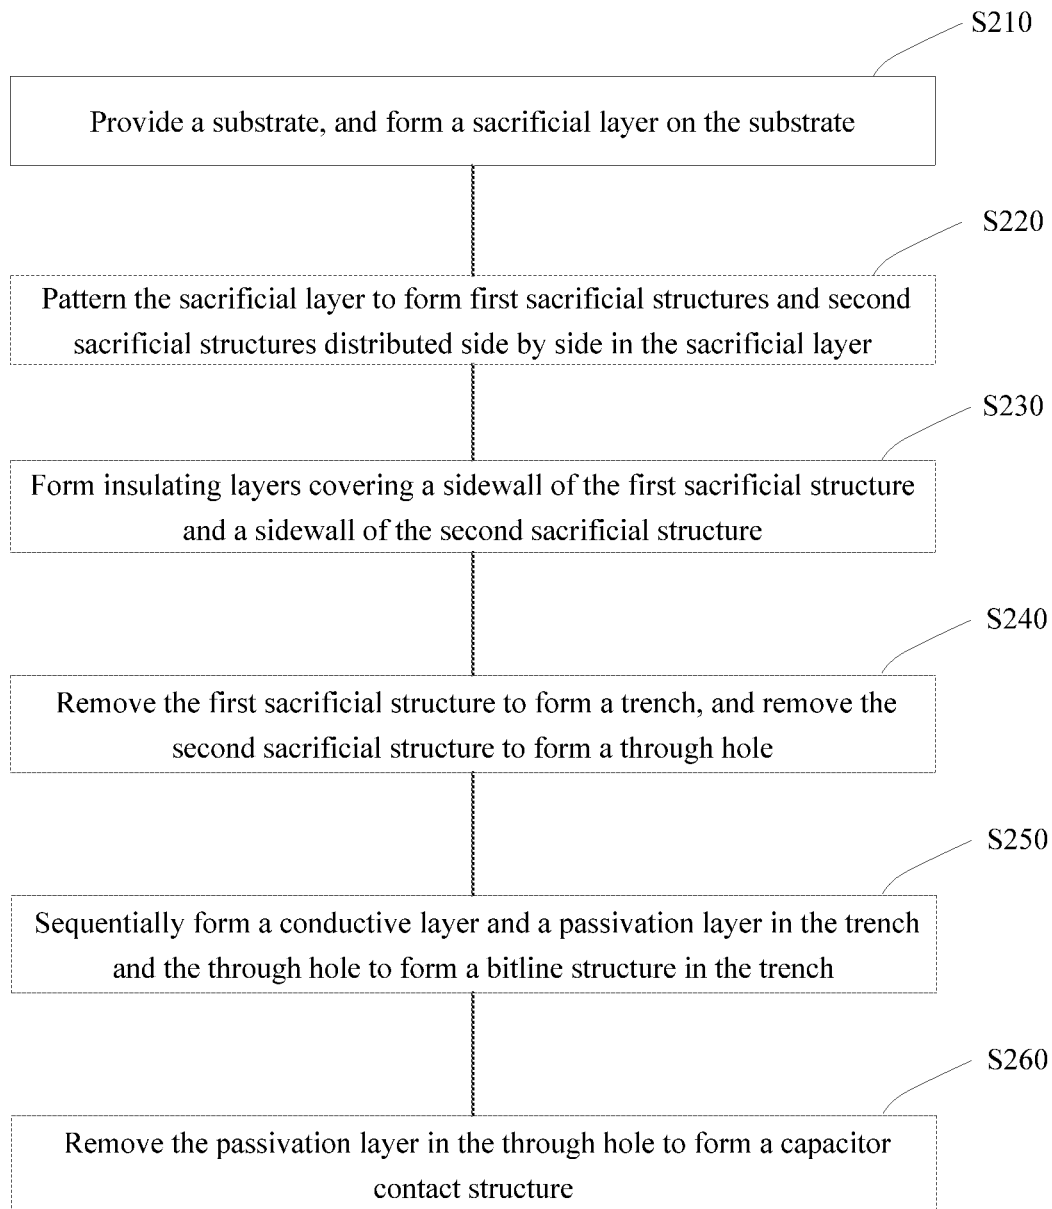 S210
Provide a substrate, and form a sacrificial layer on the substrate
S220
Pattern the sacrificial layer to form first sacrificial structures and second
sacrificial structures distributed side by side in the sacrificial layer
S230
Form insulating layers covering a sidewall of the first sacrificial structure
and a sidewall of the second sacrificial structure
S240
Remove the first sacrificial structure to form a trench, and remove the
second sacrificial structure to form a through hole
S250
Sequentially form a conductive layer and a passivation layer in the trench
and the through hole to form a bitline structure in the trench
S260
Remove the passivation layer in the through hole to form a capacitor
contact structure